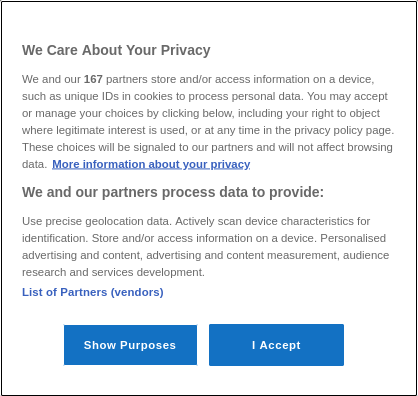 We Care About Your Privacy
We and our 167 partners store and/or access information on a device,
such as unique IDs in cookies to process personal data. You may accept
or manage your choices by clicking below, including your right to object
where legitimate interest is used, or at any time in the privacy policy page.
These choices will be signaled to our partners and will not affect browsing
data. More information about your privacy
We and our partners process data to provide:
Use precise geolocation data. Actively scan device characteristics for
identification. Store and/or access information on a device. Personalised
advertising and content, advertising and content measurement, audience
research and services development.
List of Partners (vendors)
Show Purposes
I Accept